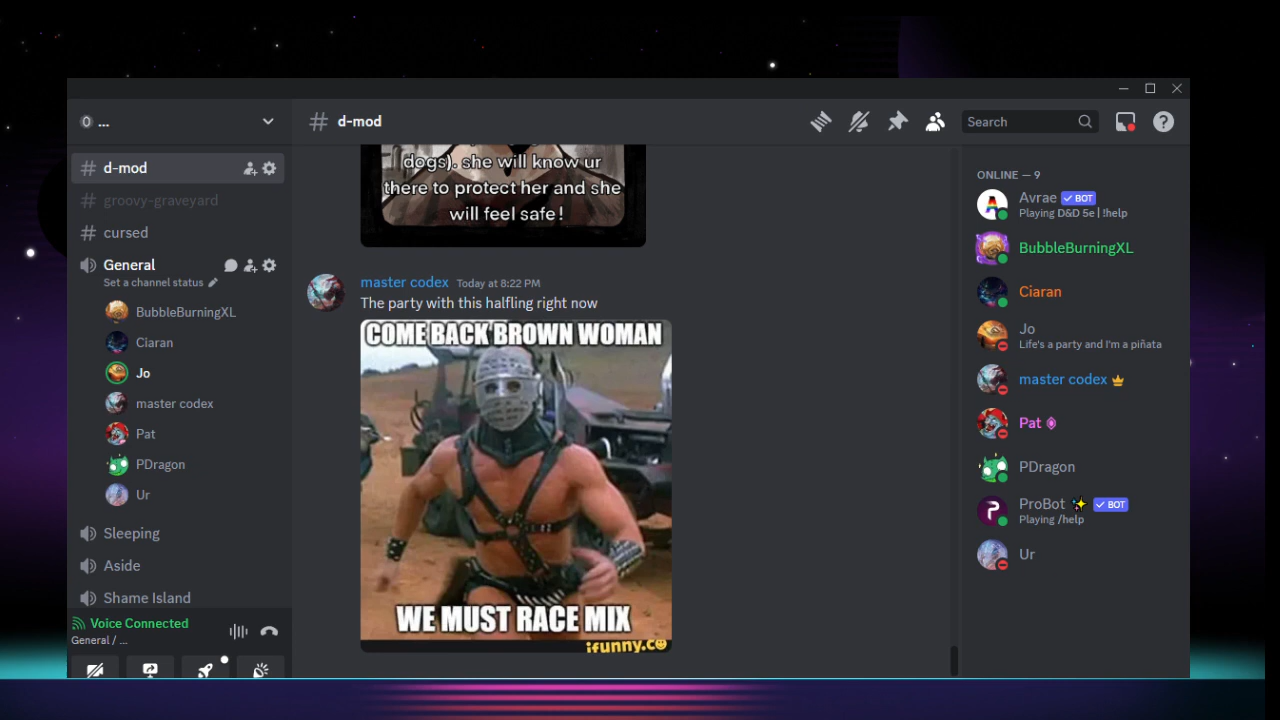 ...
d-mod
groovy-graveyard
cursed
General
Set a channel status
BubbleBurningXL
Ciaran
Jo
master codex
Pat
PDragon
Ur
Sleeping
Aside
Shame Island
Voice Connected
General / ...
d-mod
Search
dogs). she will know ur
there to protect her and she
will feel safe!
master codex Today at 8:22 PM
The party with this halfling right now
COME BACK BROWN WOMAN
WE MUST RACE MIX
ifunny.co
ONLINE — 9
Avrae BOT
Playing D&D 5e | !help
BubbleBurningXL
Ciaran
Jo
Life's a party and I'm a piñata
master codex
Pat
PDragon
ProBot BOT
Playing /help
Ur